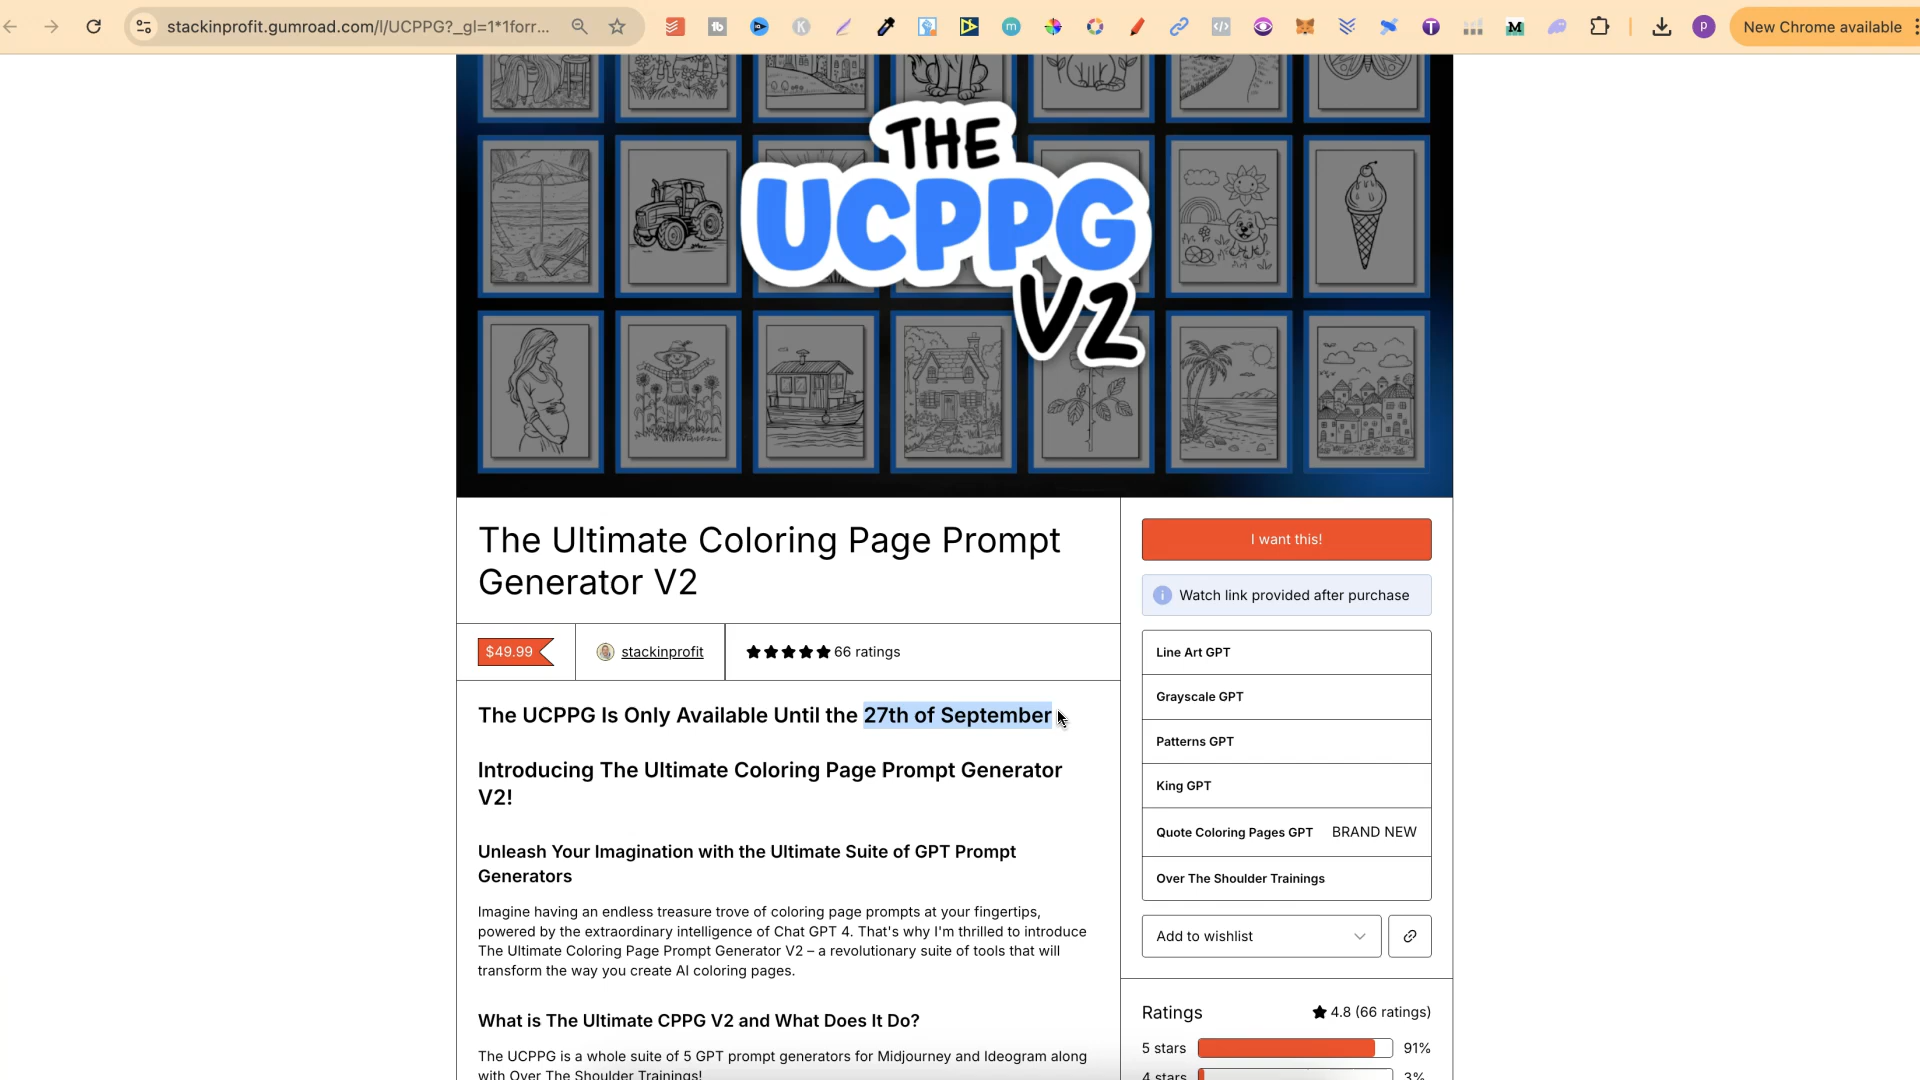 stackinprofit.gumroad.com/l/UCPPG?_gl=1*1forr...
New Chrome available
THE
UCPPG
V2
The Ultimate Coloring Page Prompt
Generator V2
$49.99
stackinprofit
66 ratings
The UCPPG Is Only Available Until the 27th of September
Introducing The Ultimate Coloring Page Prompt Generator
V2!
Unleash Your Imagination with the Ultimate Suite of GPT Prompt
Generators
Imagine having an endless treasure trove of coloring page prompts at your fingertips,
powered by the extraordinary intelligence of Chat GPT 4. That's why I'm thrilled to introduce
The Ultimate Coloring Page Prompt Generator V2 – a revolutionary suite of tools that will
transform the way you create AI coloring pages.
What is The Ultimate CPPG V2 and What Does It Do?
The UCPPG is a whole suite of 5 GPT prompt generators for Midjourney and Ideogram along
with Over The Shoulder Trainings!
I want this!
Watch link provided after purchase
Line Art GPT
Grayscale GPT
Patterns GPT
King GPT
Quote Coloring Pages GPT BRAND NEW
Over The Shoulder Trainings
Add to wishlist
Ratings 4.8 (66 ratings)
5 stars 91%
4 stars 3%